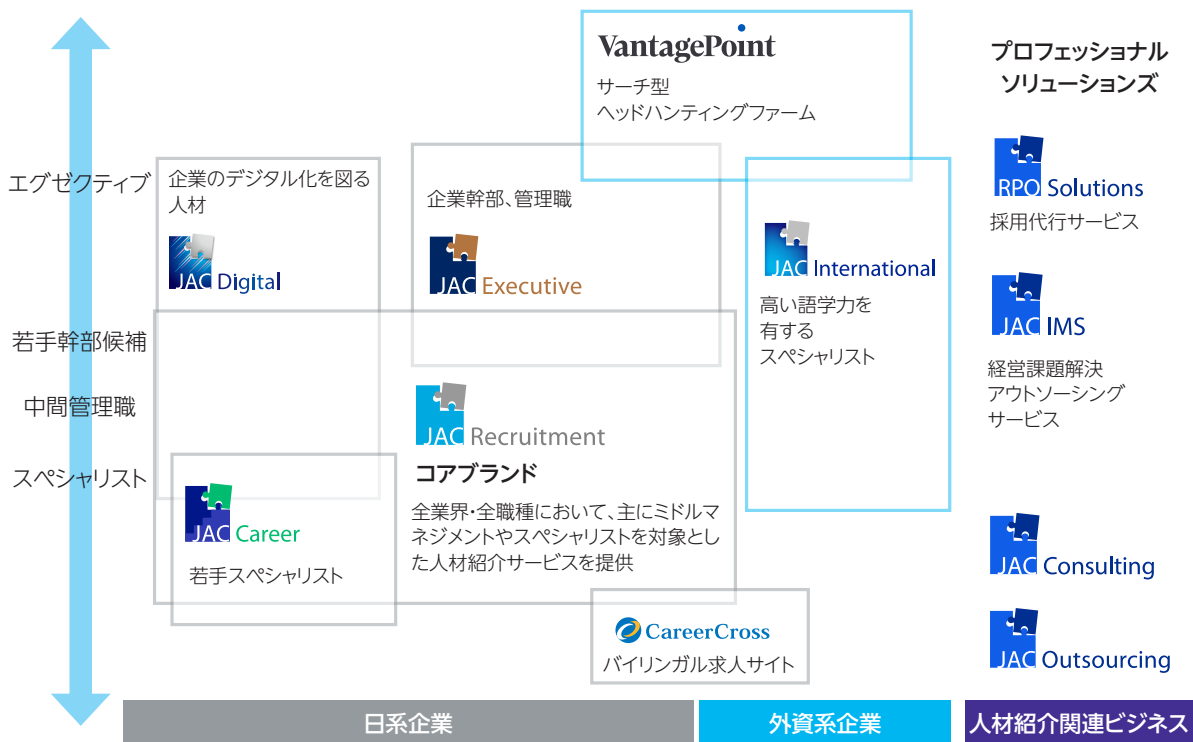 VantagePoint
サーチ型
ヘッドハンティングファーム
プロフェッショナル
ソリューションズ
エグゼクティブ
若手幹部候補
中間管理職
スペシャリスト
企業のデジタル化を図る
人材
JAC Digital
企業幹部、管理職
JAC Executive
JAC International
高い語学力を
有する
スペシャリスト
RPO Solutions
採用代行サービス
JAC IMS
経営課題解決
アウトソーシング
サービス
JAC Recruitment
コアブランド
全業界・全職種において、主にミドルマ
ネジメントやスペシャリストを対象とし
た人材紹介サービスを提供
JAC Career
若手スペシャリスト
JAC Consulting
CareerCross
バイリンガル求人サイト
JAC Outsourcing
日系企業
外資系企業
人材紹介関連ビジネス